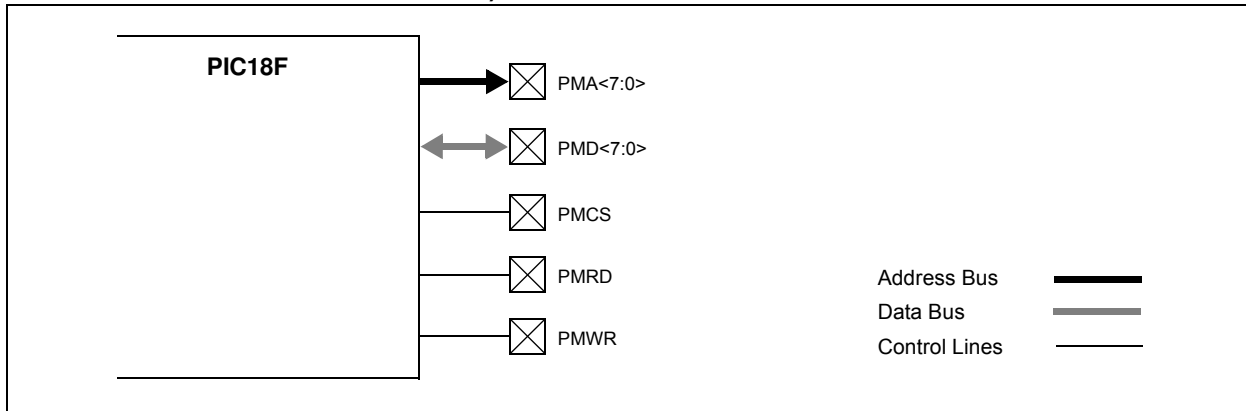 PIC18F
PMA<7:0>
PMD<7:0>
PMCS
PMRD
PMWR
Address Bus
Data Bus
Control Lines